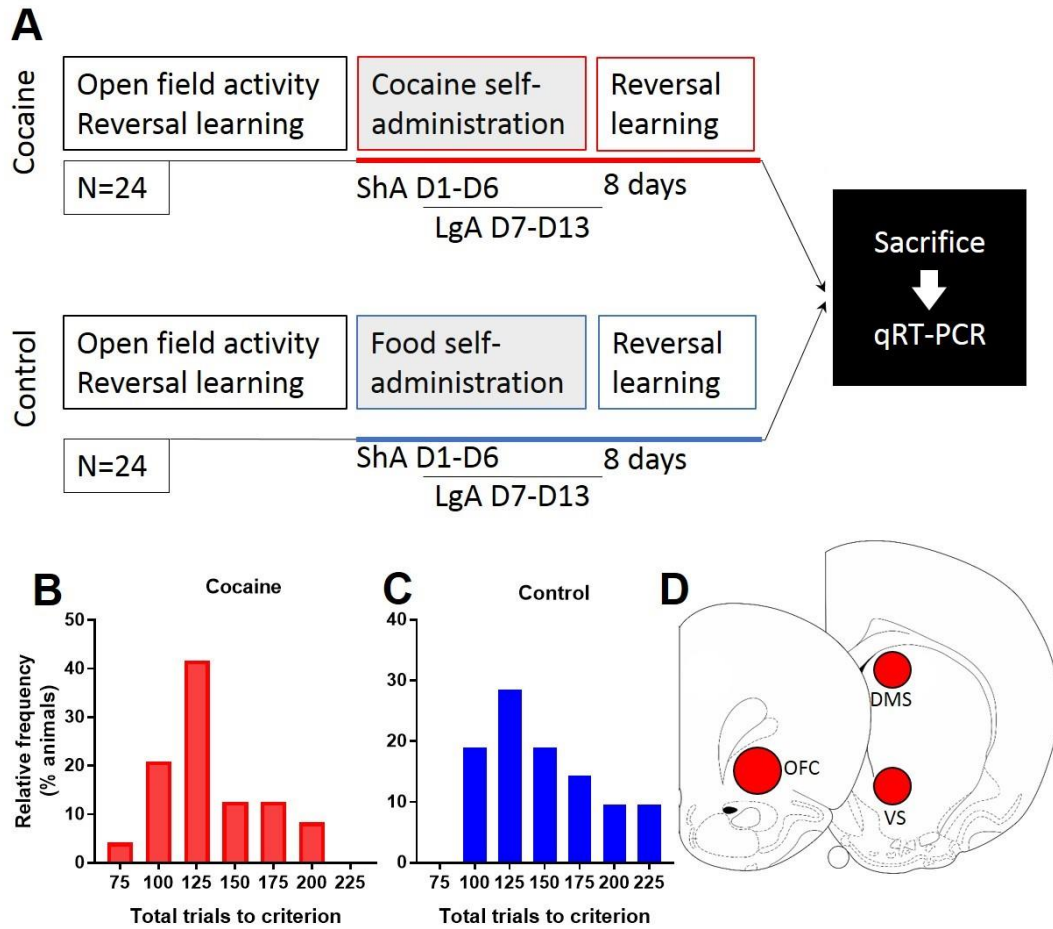 A
Cocaine
Open field activity
Reversal learning
Cocaine self-
administration
Reversal
learning
N=24
ShA D1-D6
8 days
LgA D7-D13
Sacrifice
qRT-PCR
Control
Open field activity
Reversal learning
Food self-
administration
Reversal
learning
N=24
ShA D1-D6
8 days
LgA D7-D13
B
Cocaine
Relative frequency
(% animals)
50
40
30
20
10
0
75 100 125 150 175 200 225
Total trials to criterion
C
Control
40
30
20
10
0
75 100 125 150 175 200 225
Total trials to criterion
D
DMS
OFC
VS